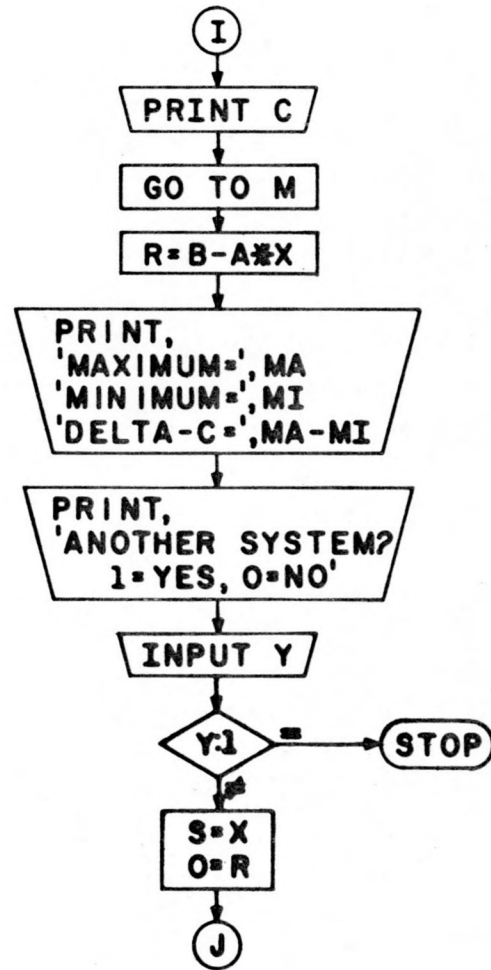 I
PRINT C
GO TO M
R=B-A*X
PRINT,
'MAXIMUM=',MA
'MINIMUM=',MI
'DELTA-C=',MA-MI
PRINT,
'ANOTHER SYSTEM?
1=YES, 0=NO'
INPUT Y
Y:1 =
STOP
≠
S=X
O=R
J